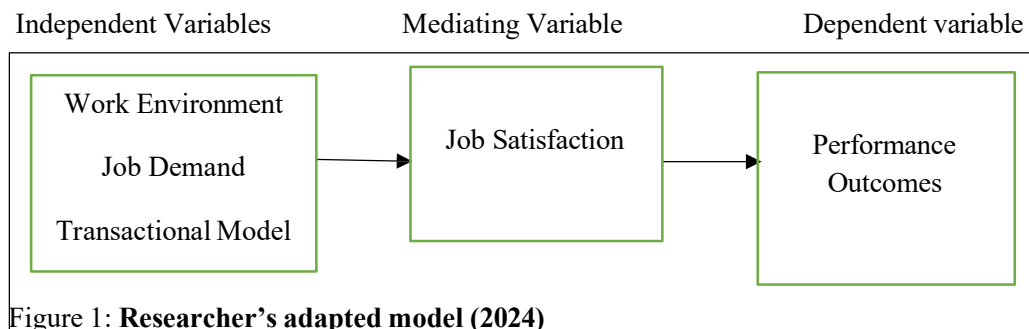 Independent Variables Mediating Variable Dependent variable
Work Environment
Job Demand
Transactional Model
Job Satisfaction
Performance
Outcomes
Figure 1: Researcher’s adapted model (2024)